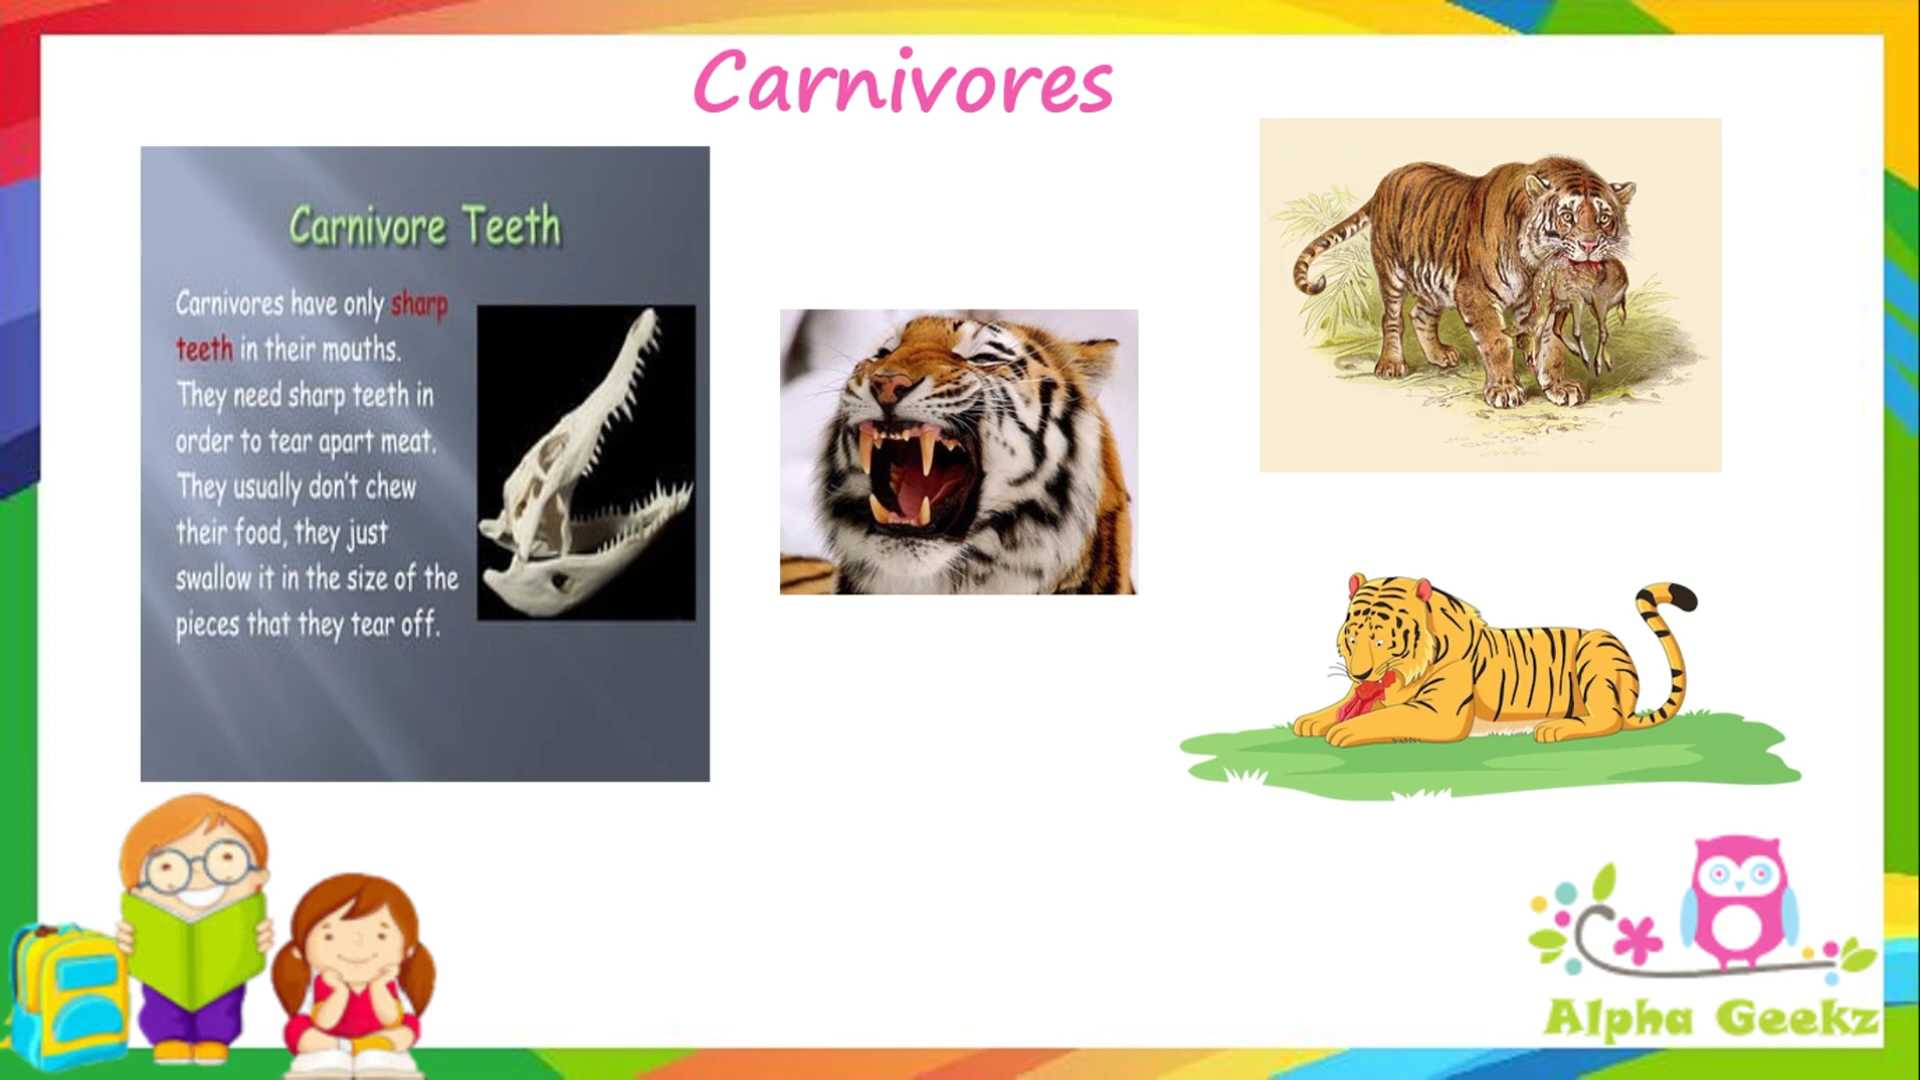 Carnivores
Carnivore Teeth
Carnivores have only sharp
teeth in their mouths.
They need sharp teeth in
order to tear apart meat.
They usually don't chew
their food, they just
swallow it in the size of the
pieces that they tear off.
Alpha Geekz